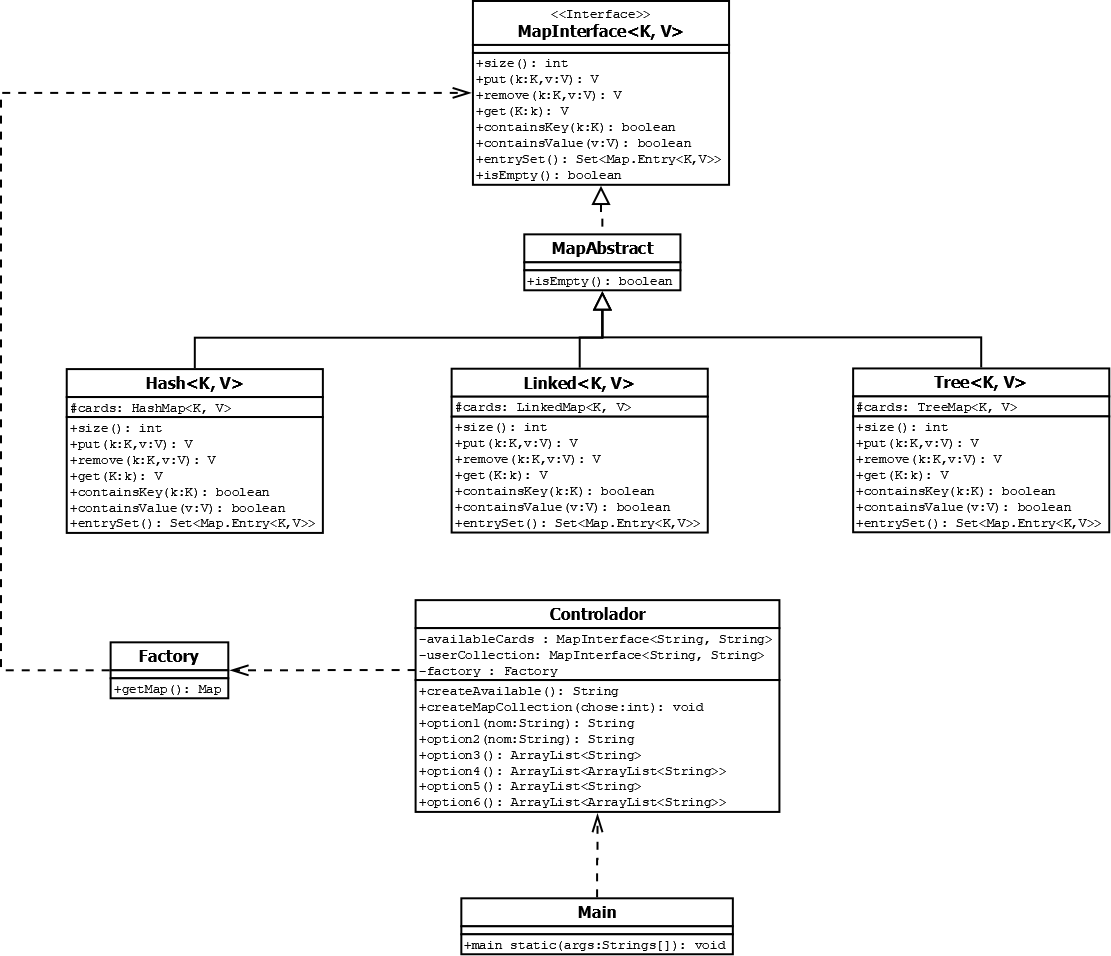 <<Interface>>
MapInterface<K, V>
+size(): int
+put(k:K,v:V): V
+remove(k:K,v:V): V
+get(K:k): V
+containsKey(k:K): boolean
+containsValue(v:V): boolean
+entrySet(): Set<Map.Entry<K,V>>
+isEmpty(): boolean
MapAbstract
+isEmpty(): boolean
Hash<K, V>
#cards: HashMap<K, V>
+size(): int
+put(k:K,v:V): V
+remove(k:K,v:V): V
+get(K:k): V
+containsKey(k:K): boolean
+containsValue(v:V): boolean
+entrySet(): Set<Map.Entry<K,V>>
Linked<K, V>
#cards: LinkedMap<K, V>
+size(): int
+put(k:K,v:V): V
+remove(k:K,v:V): V
+get(K:k): V
+containsKey(k:K): boolean
+containsValue(v:V): boolean
+entrySet(): Set<Map.Entry<K,V>>
Tree<K, V>
#cards: TreeMap<K, V>
+size(): int
+put(k:K,v:V): V
+remove(k:K,v:V): V
+get(K:k): V
+containsKey(k:K): boolean
+containsValue(v:V): boolean
+entrySet(): Set<Map.Entry<K,V>>
Factory
+getMap(): Map
Controlador
-availableCards : MapInterface<String, String>
-userCollection: MapInterface<String, String>
-factory : Factory
+createAvailable(): String
+createMapCollection(chose:int): void
+option1(nom:String): String
+option2(nom:String): String
+option3(): ArrayList<String>
+option4(): ArrayList<ArrayList<String>>
+option5(): ArrayList<String>
+option6(): ArrayList<ArrayList<String>>
Main
+main static(args:Strings[]): void